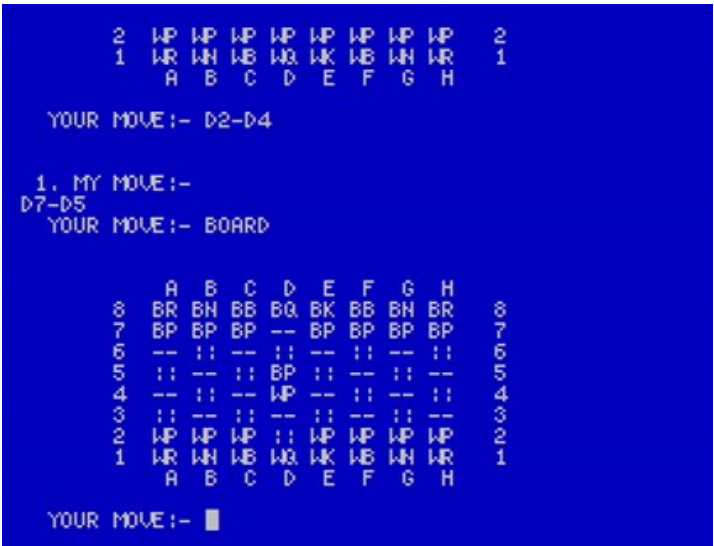 2 WP WP WP WP WP WP WP WP 2
1 WR WN WB WQ WK WB WN WR 1
A B C D E F G H
YOUR MOVE:- D2-D4
1. MY MOVE:-
D7-D5
YOUR MOVE:- BOARD
A B C D E F G H
8 BR BN BB BQ BK BB BN BR 8
7 BP BP BP -- BP BP BP BP 7
6 -- :: -- :: -- :: -- :: 6
5 :: -- :: BP :: -- :: -- 5
4 -- :: -- WP -- :: -- :: 4
3 :: -- :: -- :: -- :: -- 3
2 WP WP WP :: WP WP WP WP 2
1 WR WN WB WQ WK WB WN WR 1
A B C D E F G H
YOUR MOVE:-